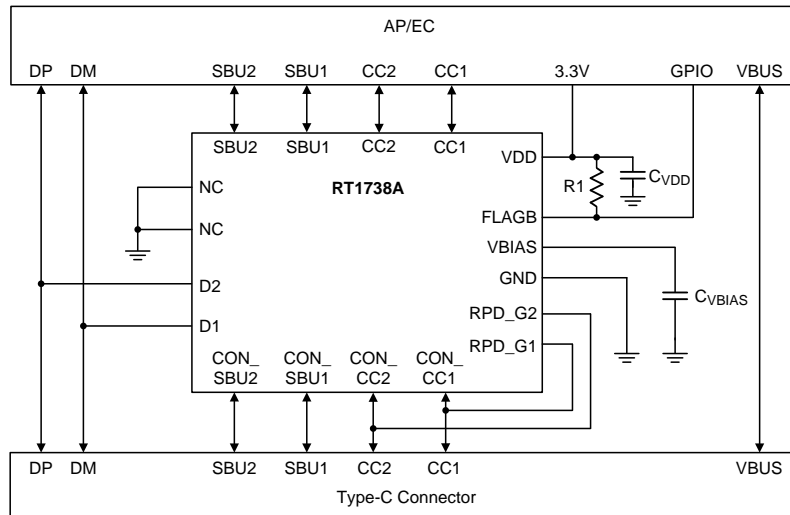 AP/EC
DP DM SBU2 SBU1 CC2 CC1 3.3V GPIO VBUS
SBU2 SBU1 CC2 CC1
VDD
NC
RT1738A
R1
CVDD
FLAGB
NC
VBIAS
GND
D2
CVBIAS
RPD_G2
D1
RPD_G1
CON_ CON_ CON_ CON_
SBU2 SBU1 CC2 CC1
DP DM SBU2 SBU1 CC2 CC1 VBUS
Type-C Connector